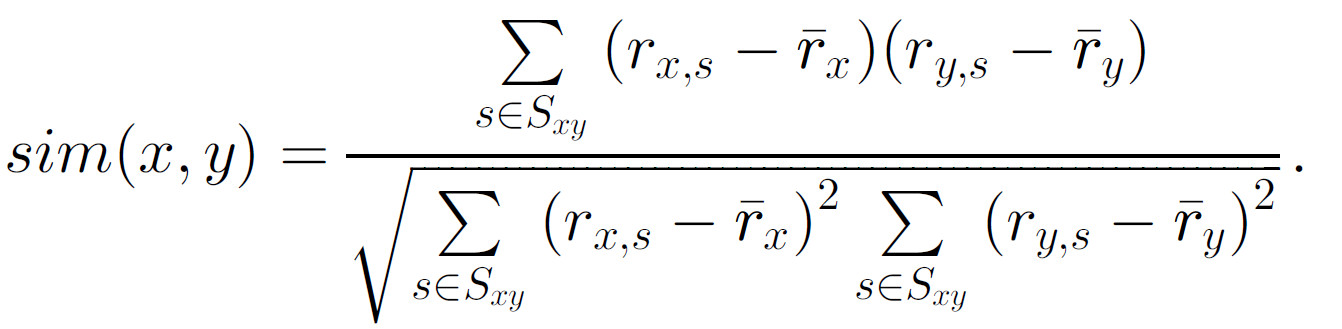 sim(x, y) = \frac{\sum_{s \in S_{xy}} (r_{x,s} - \bar{r}_x)(r_{y,s} - \bar{r}_y)}{\sqrt{\sum_{s \in S_{xy}} (r_{x,s} - \bar{r}_x)^2 \sum_{s \in S_{xy}} (r_{y,s} - \bar{r}_y)^2}}.